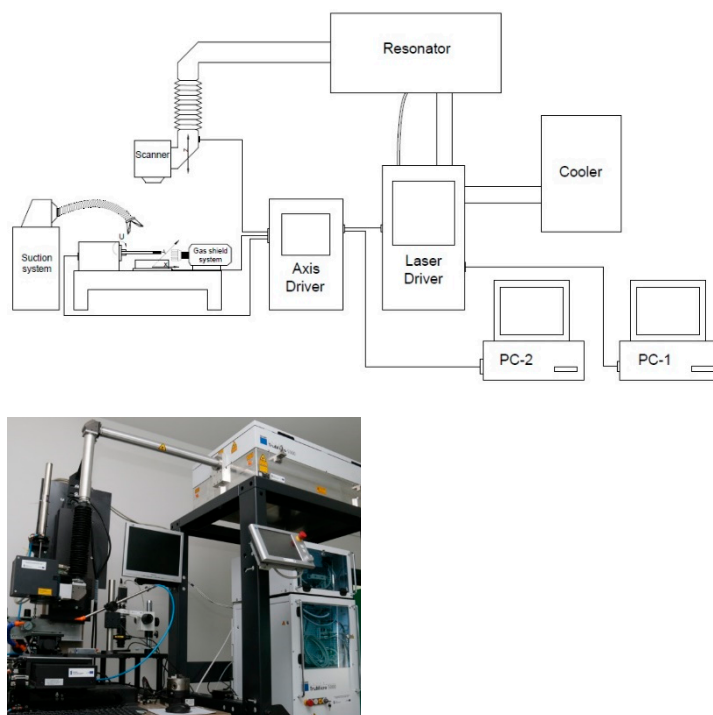 Resonator
Scanner
z
Cooler
U
Suction
system
Gas shield
system
X
Axis
Driver
Laser
Driver
PC-2
PC-1